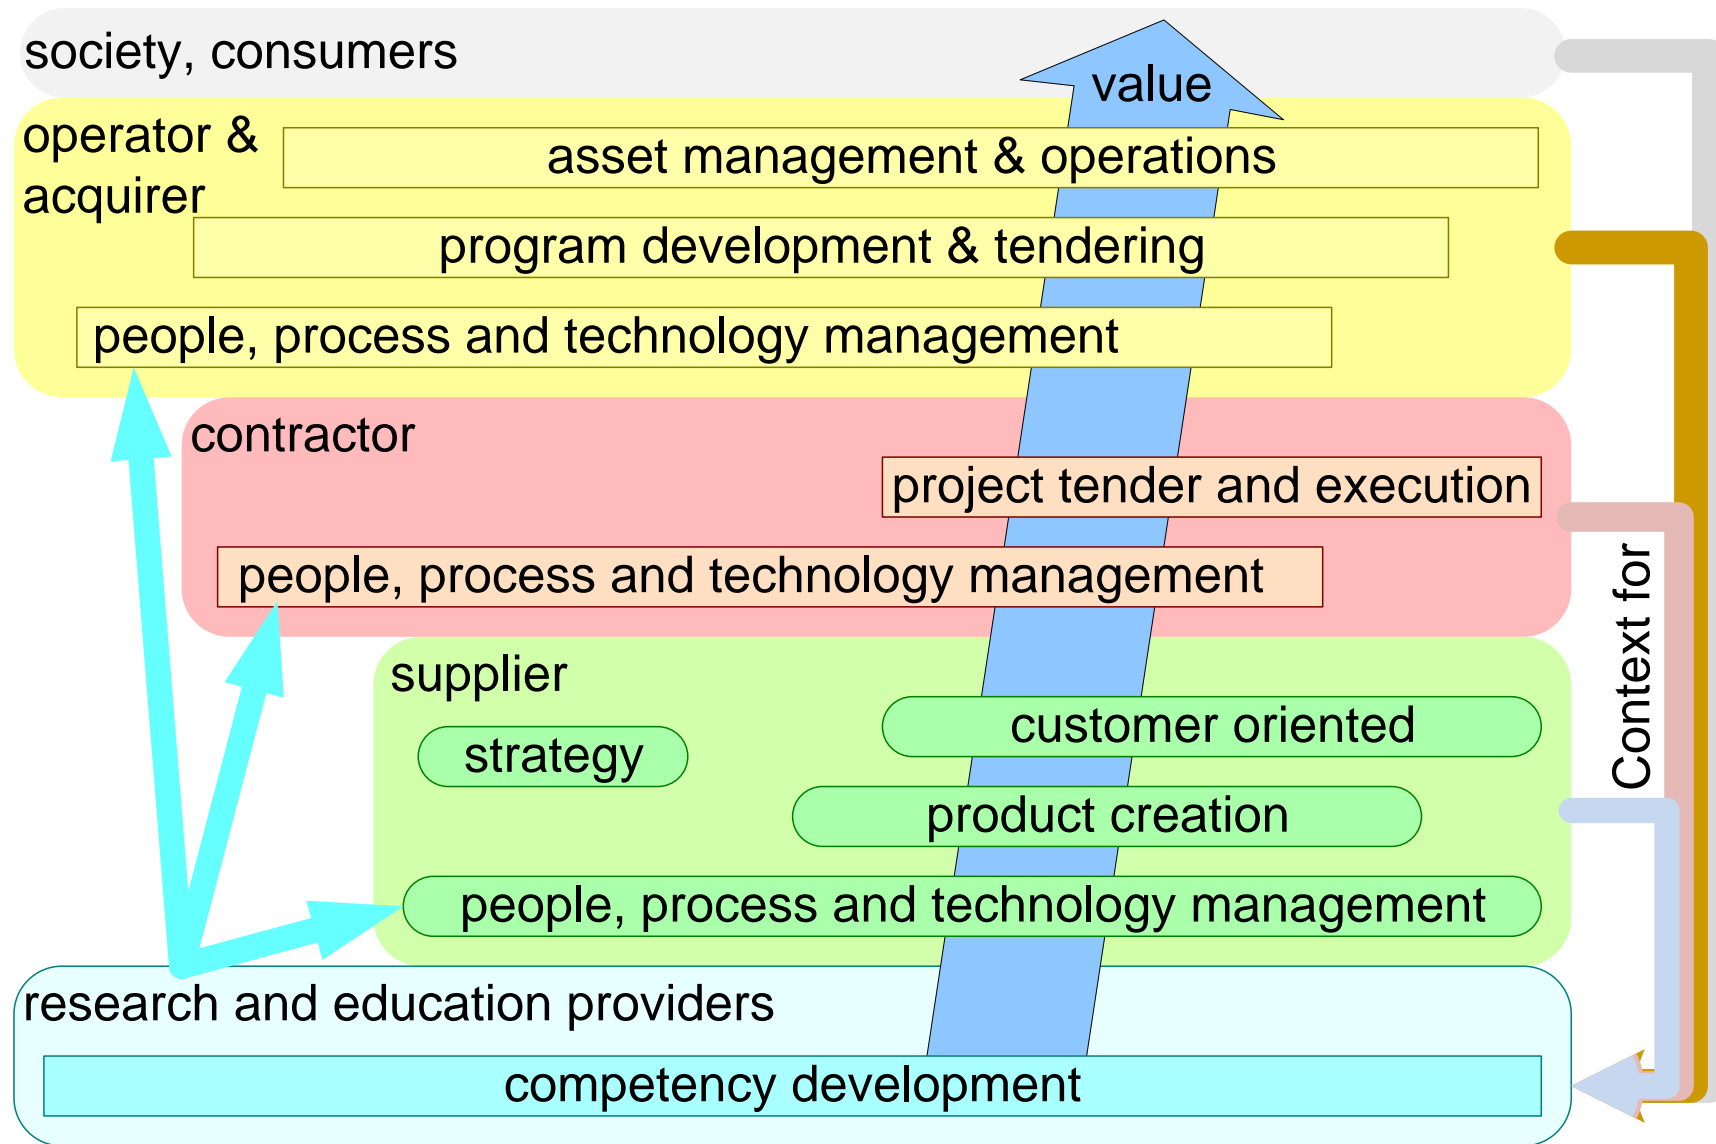 society, consumers
value
operator &
acquirer
asset management & operations
program development & tendering
people, process and technology management
contractor
project tender and execution
people, process and technology management
Context for
supplier
customer oriented
strategy
product creation
people, process and technology management
research and education providers
competency development